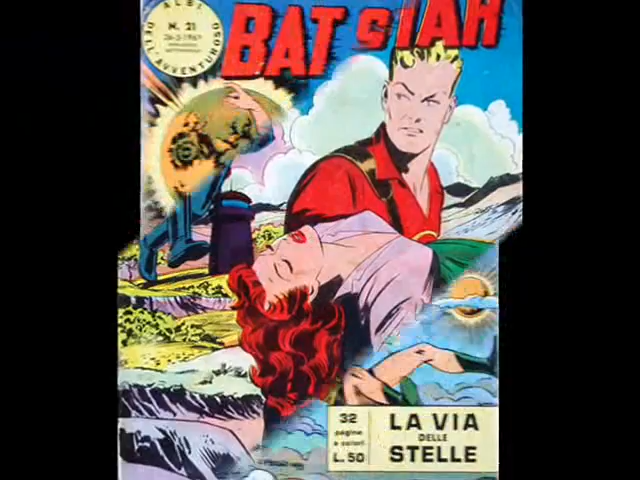 ALBI
DELL'AVVENTUROSO
N. 21
BAT STAR
32
pagine
a colori
L. 50
LA VIA
DELLE
STELLE